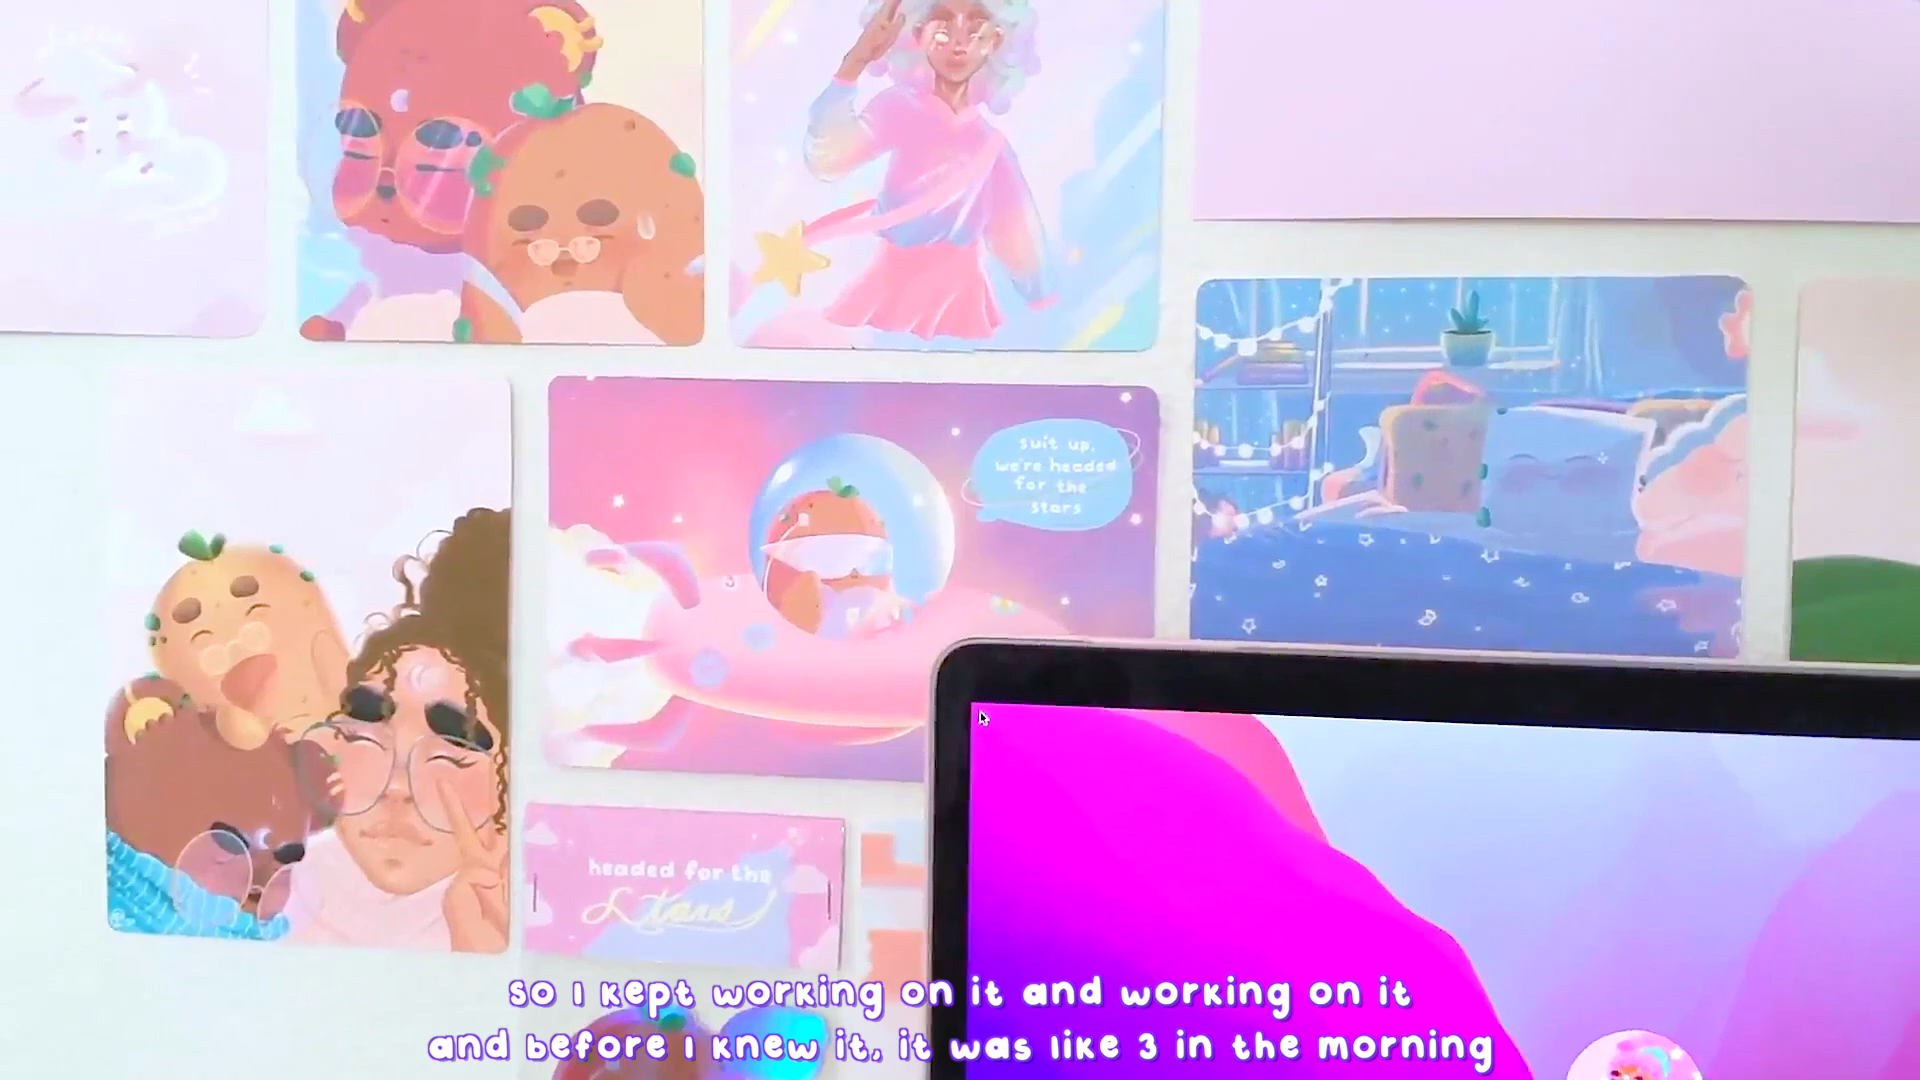 suit up,
we're headed
for the
stars
headed for the
Stars
so I kept working on it and working on it
and before I knew it, it was like 3 in the morning